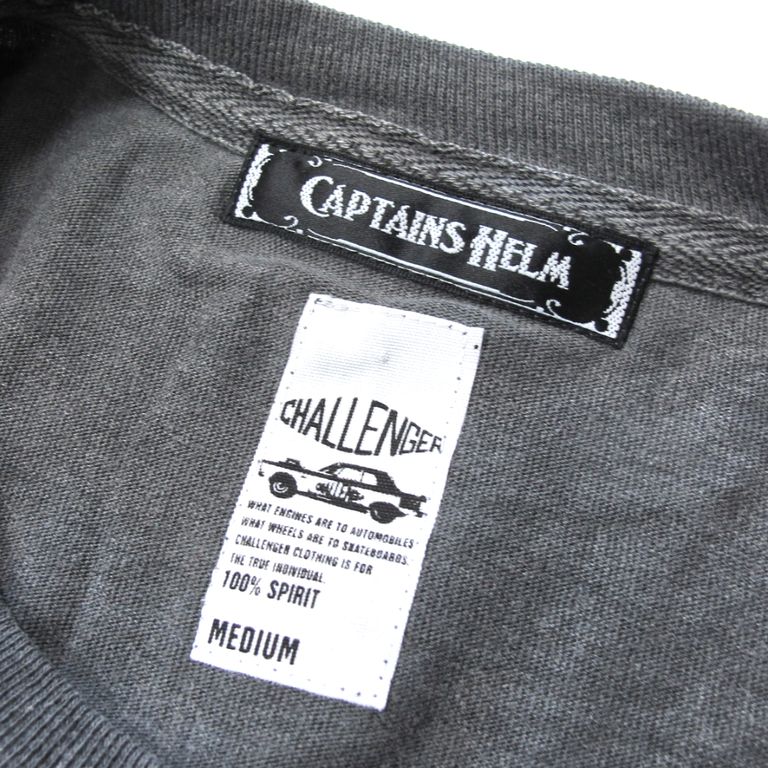 CAPTAINS HELM
CHALLENGER
WHAT ENGINES ARE TO AUTOMOBILES
WHAT WHEELS ARE TO SKATEBOARDS.
CHALLENGER CLOTHING IS FOR
THE TRUE INDIVIDUAL.
100% SPIRIT
MEDIUM